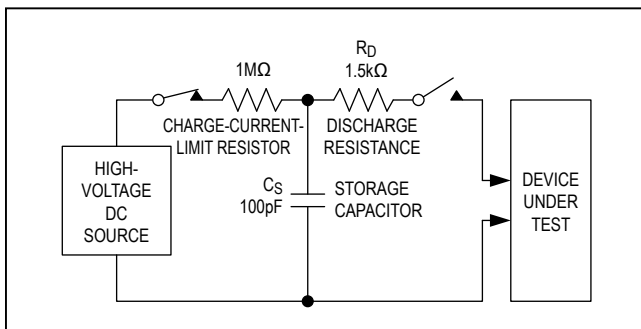 R_D
1MΩ
1.5kΩ
CHARGE-CURRENT-
LIMIT RESISTOR
DISCHARGE
RESISTANCE
HIGH-
VOLTAGE
DC
SOURCE
C_S
100pF
STORAGE
CAPACITOR
DEVICE
UNDER
TEST